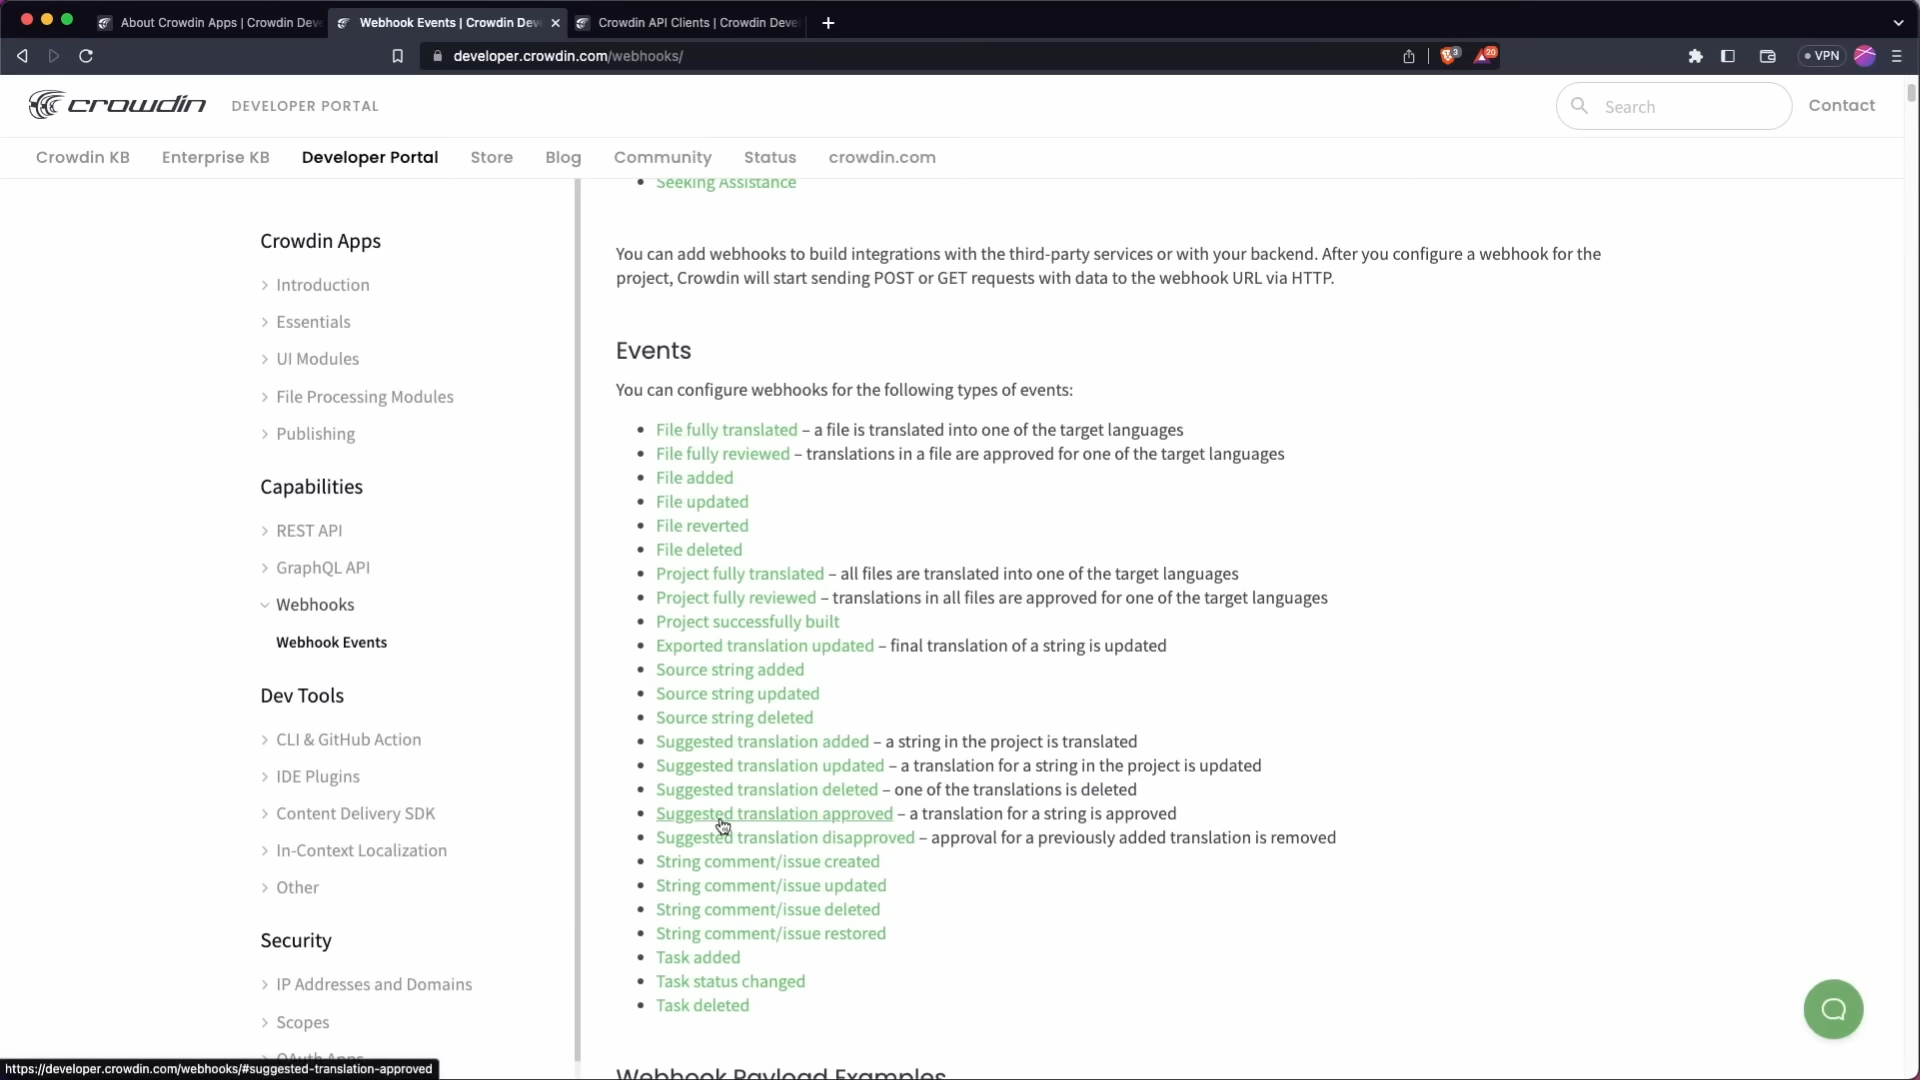 About Crowdin Apps | Crowdin Deve
Webhook Events | Crowdin Dev
Crowdin API Clients | Crowdin Deve
developer.crowdin.com/webhooks/
3
20
VPN
crowdin
DEVELOPER PORTAL
Search
Contact
Crowdin KB
Enterprise KB
Developer Portal
Store
Blog
Community
Status
crowdin.com
Seeking Assistance
You can add webhooks to build integrations with the third-party services or with your backend. After you configure a webhook for the
project, Crowdin will start sending POST or GET requests with data to the webhook URL via HTTP.
Events
You can configure webhooks for the following types of events:
File fully translated – a file is translated into one of the target languages
File fully reviewed – translations in a file are approved for one of the target languages
File added
File updated
File reverted
File deleted
Project fully translated – all files are translated into one of the target languages
Project fully reviewed – translations in all files are approved for one of the target languages
Project successfully built
Exported translation updated – final translation of a string is updated
Source string added
Source string updated
Source string deleted
Suggested translation added – a string in the project is translated
Suggested translation updated – a translation for a string in the project is updated
Suggested translation deleted – one of the translations is deleted
Suggested translation approved – a translation for a string is approved
Suggested translation disapproved – approval for a previously added translation is removed
String comment/issue created
String comment/issue updated
String comment/issue deleted
String comment/issue restored
Task added
Task status changed
Task deleted
Webhook Payload Examples
Crowdin Apps
Introduction
Essentials
UI Modules
File Processing Modules
Publishing
Capabilities
REST API
GraphQL API
Webhooks
Webhook Events
Dev Tools
CLI & GitHub Action
IDE Plugins
Content Delivery SDK
In-Context Localization
Other
Security
IP Addresses and Domains
Scopes
OAuth Apps
https://developer.crowdin.com/webhooks/#suggested-translation-approved